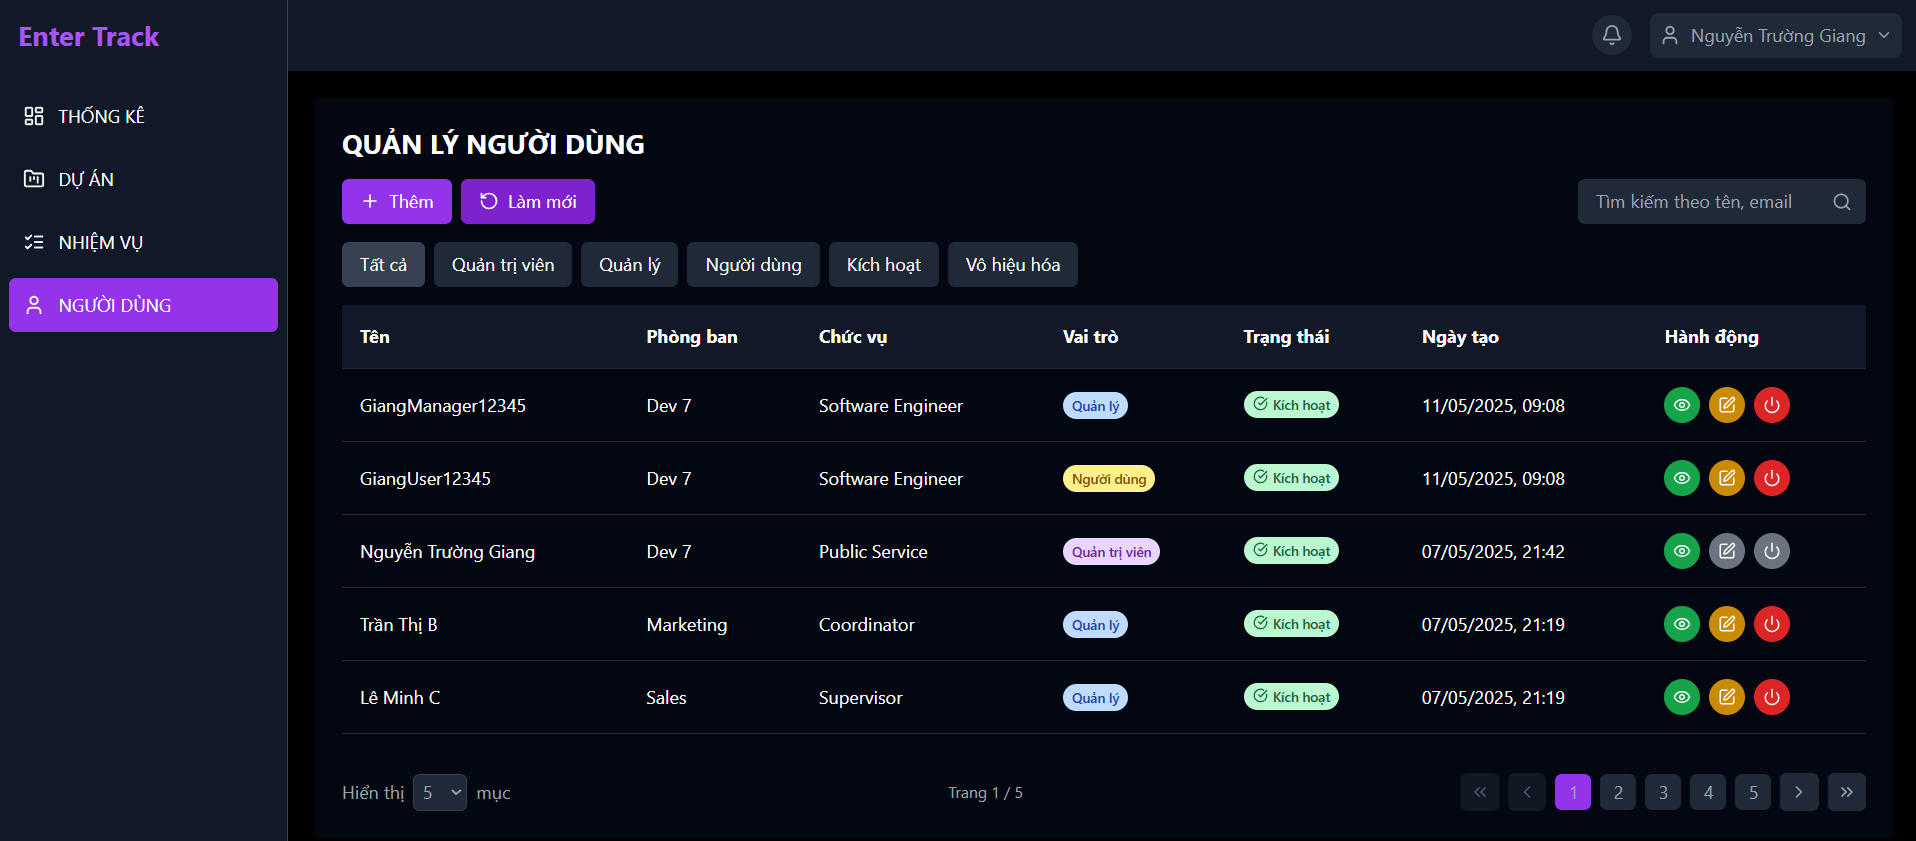 Enter Track
Nguyễn Trường Giang
THỐNG KÊ
DỰ ÁN
NHIỆM VỤ
NGƯỜI DÙNG
QUẢN LÝ NGƯỜI DÙNG
Thêm Làm mới Tìm kiếm theo tên, email
Tất cả Quản trị viên Quản lý Người dùng Kích hoạt Vô hiệu hóa
Tên Phòng ban Chức vụ Vai trò Trạng thái Ngày tạo Hành động
GiangManager12345 Dev 7 Software Engineer Quản lý Kích hoạt 11/05/2025, 09:08
GiangUser12345 Dev 7 Software Engineer Người dùng Kích hoạt 11/05/2025, 09:08
Nguyễn Trường Giang Dev 7 Public Service Quản trị viên Kích hoạt 07/05/2025, 21:42
Trần Thị B Marketing Coordinator Quản lý Kích hoạt 07/05/2025, 21:19
Lê Minh C Sales Supervisor Quản lý Kích hoạt 07/05/2025, 21:19
Hiển thị 5 mục Trang 1 / 5 1 2 3 4 5